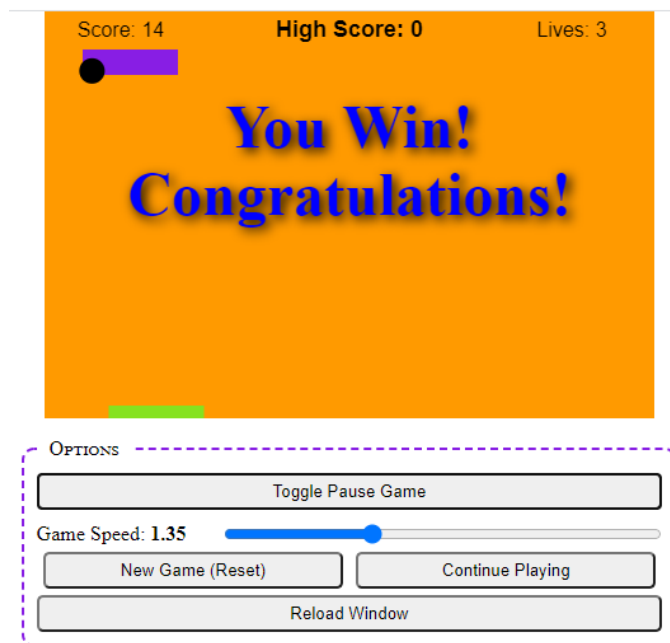 Score: 14 High Score: 0 Lives: 3
You Win!
Congratulations!
Options
Toggle Pause Game
Game Speed: 1.35
New Game (Reset) Continue Playing
Reload Window